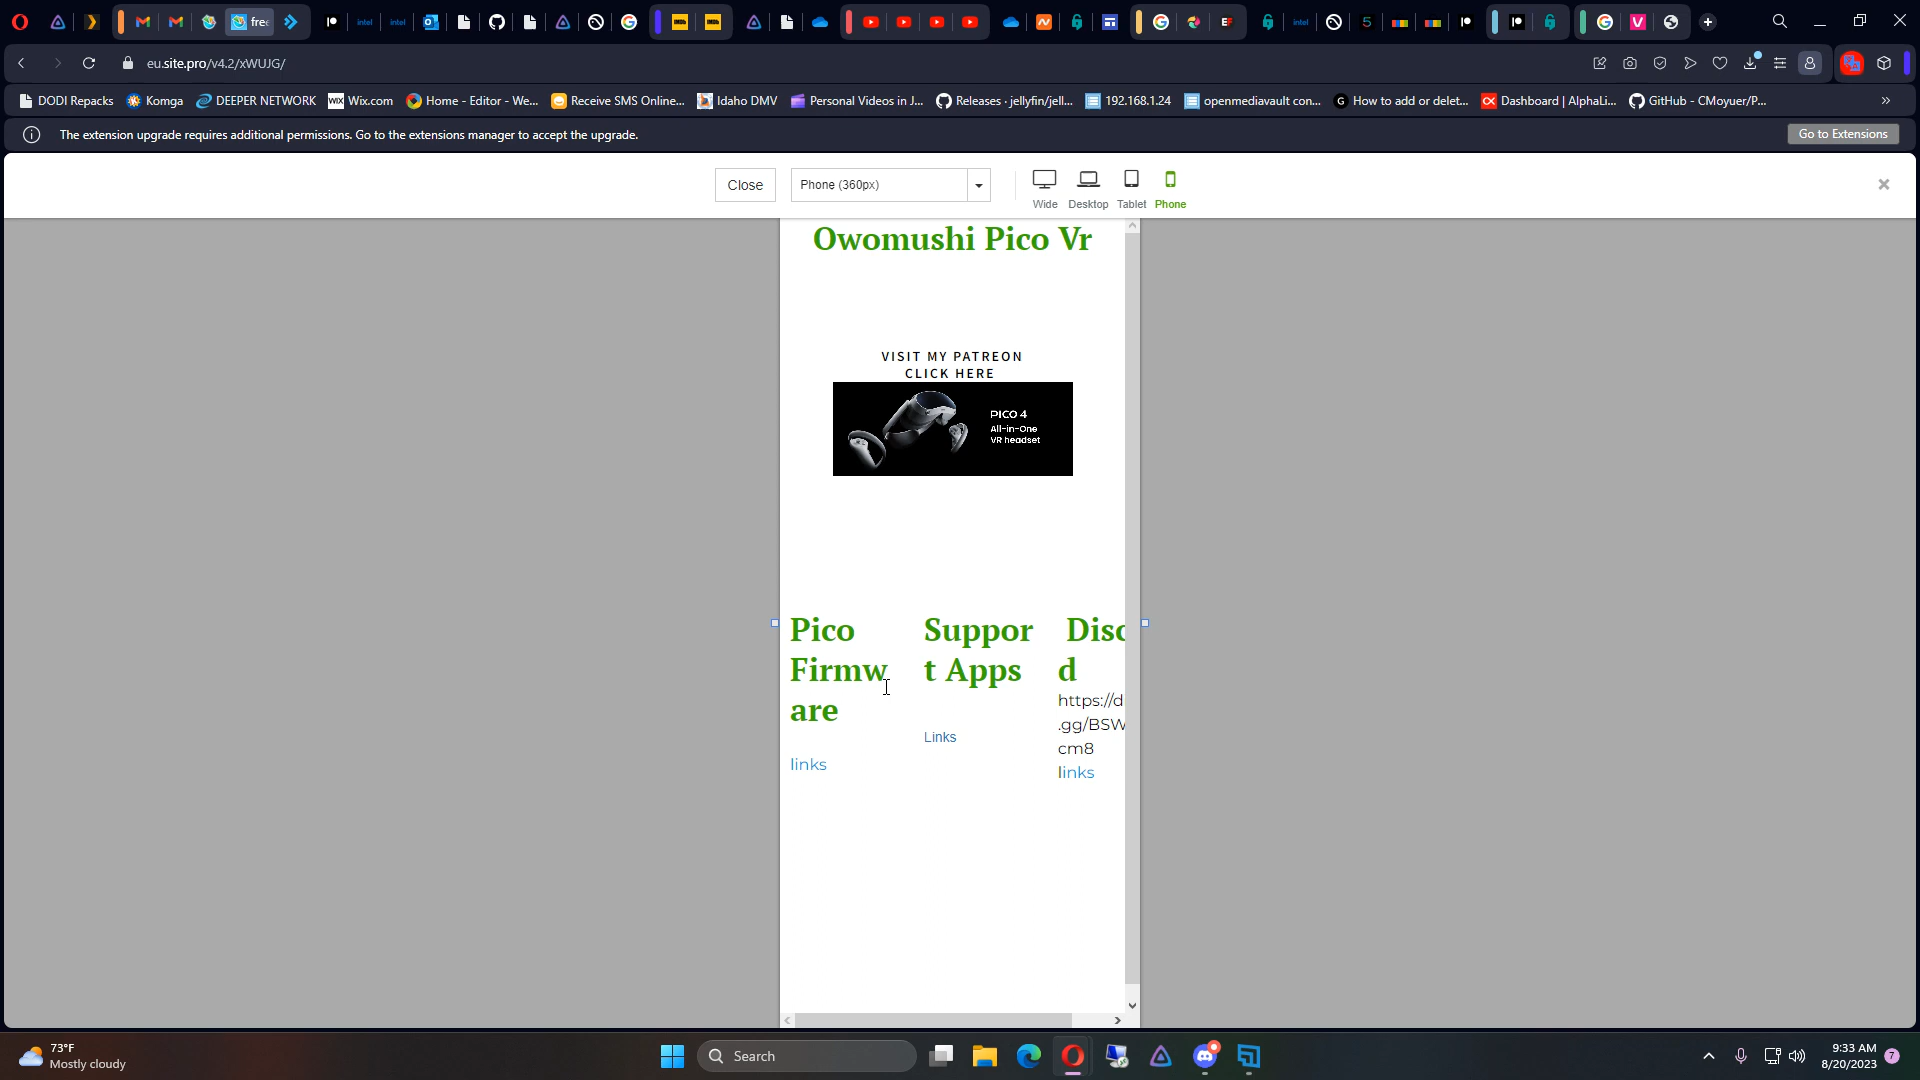 free
eu.site.pro/v4.2/xWUJG/
DODI Repacks
Komga
DEEPER NETWORK
Wix.com
Home - Editor - We...
Receive SMS Online...
Idaho DMV
Personal Videos in J...
Releases · jellyfin/jell...
192.168.1.24
openmediavault con...
How to add or delet...
Dashboard | AlphaLi...
GitHub - CMoyuer/P...
The extension upgrade requires additional permissions. Go to the extensions manager to accept the upgrade.
Go to Extensions
Close
Phone (360px)
Wide
Desktop
Tablet
Phone
Owomushi Pico Vr
VISIT MY PATREON
CLICK HERE
PICO 4
All-in-One
VR headset
Pico
Firmw
are
links
Suppor
t Apps
Links
Disc
d
https://d
.gg/BSW
cm8
links
73°F
Mostly cloudy
Search
9:33 AM
8/20/2023
7